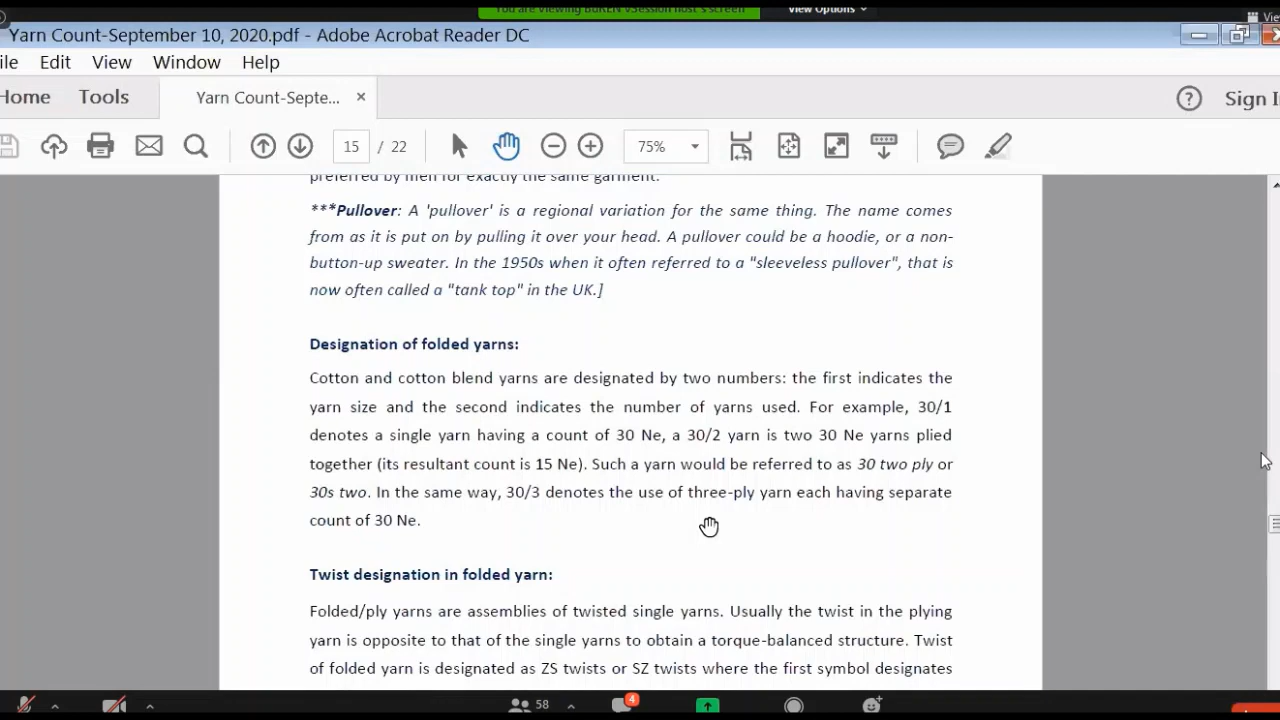 You are viewing BUREN vSession host's screen View Options
View
Yarn Count-September 10, 2020.pdf - Adobe Acrobat Reader DC
ile Edit View Window Help
Home Tools Yarn Count-Septe... × Sign I
15 / 22 75%
preferred by men for exactly the same garment.
***Pullover: A 'pullover' is a regional variation for the same thing. The name comes
from as it is put on by pulling it over your head. A pullover could be a hoodie, or a non-
button-up sweater. In the 1950s when it often referred to a "sleeveless pullover", that is
now often called a "tank top" in the UK.]
Designation of folded yarns:
Cotton and cotton blend yarns are designated by two numbers: the first indicates the
yarn size and the second indicates the number of yarns used. For example, 30/1
denotes a single yarn having a count of 30 Ne, a 30/2 yarn is two 30 Ne yarns plied
together (its resultant count is 15 Ne). Such a yarn would be referred to as 30 two ply or
30s two. In the same way, 30/3 denotes the use of three-ply yarn each having separate
count of 30 Ne.
Twist designation in folded yarn:
Folded/ply yarns are assemblies of twisted single yarns. Usually the twist in the plying
yarn is opposite to that of the single yarns to obtain a torque-balanced structure. Twist
of folded yarn is designated as ZS twists or SZ twists where the first symbol designates
58 4